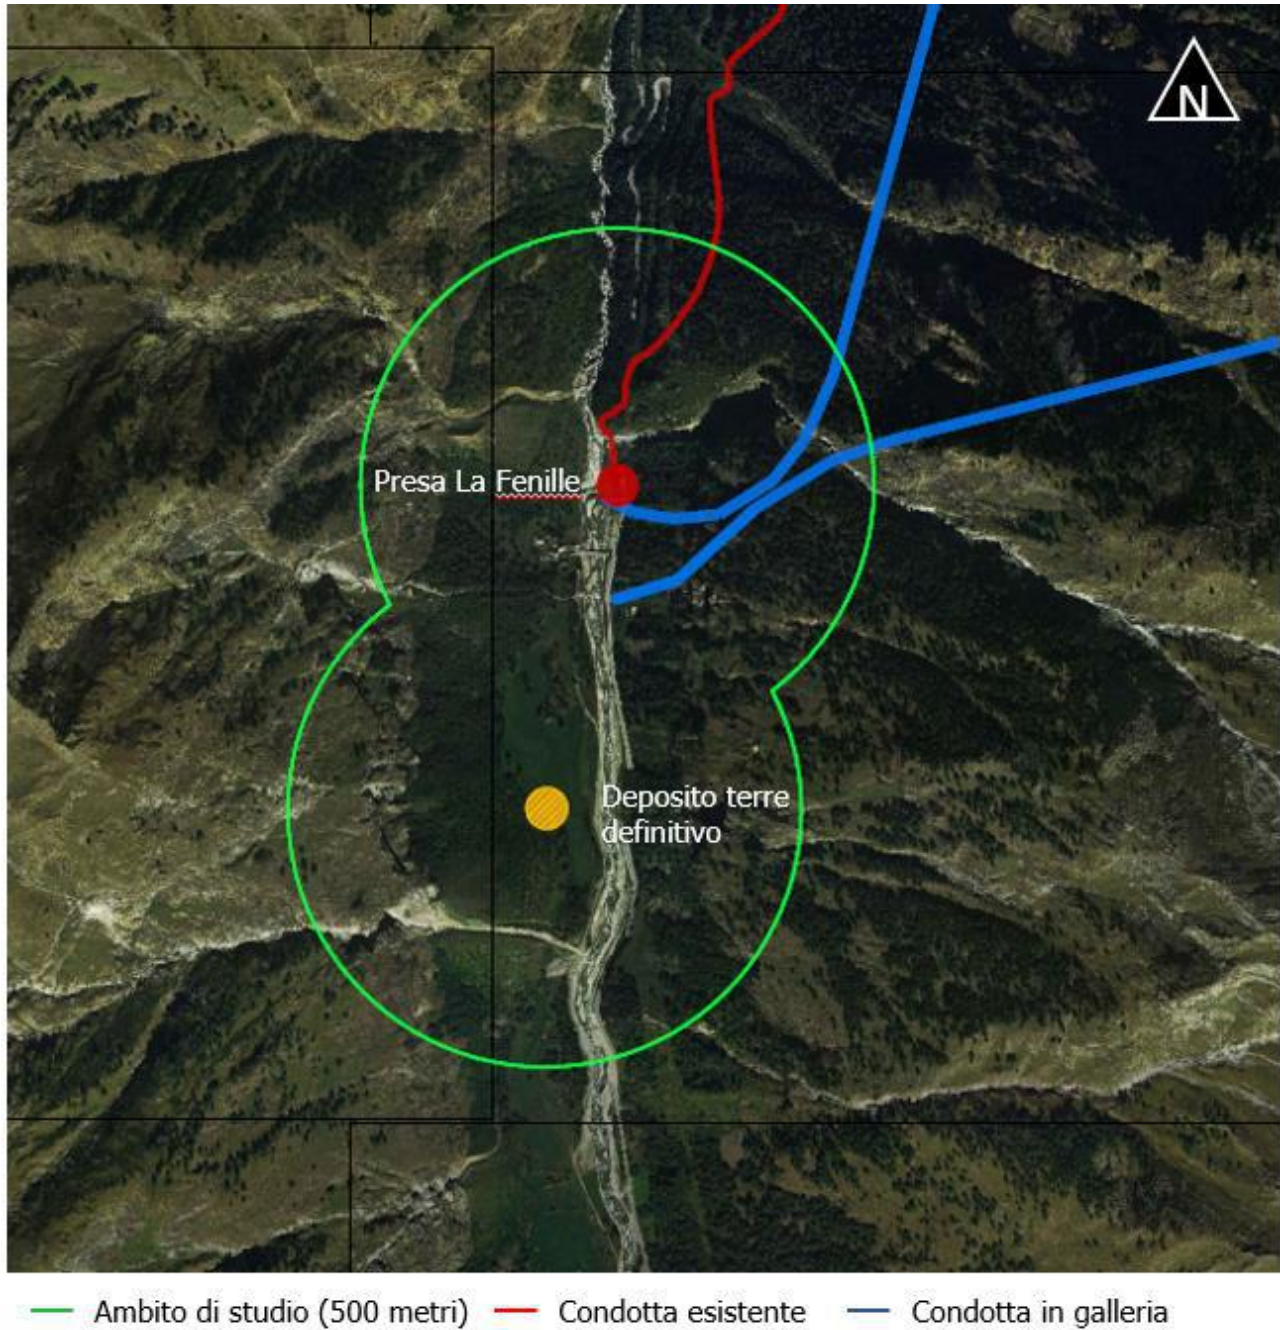 N
Presa La Fenille
Deposito terre
definitivo
Ambito di studio (500 metri)
Condotta esistente
Condotta in galleria